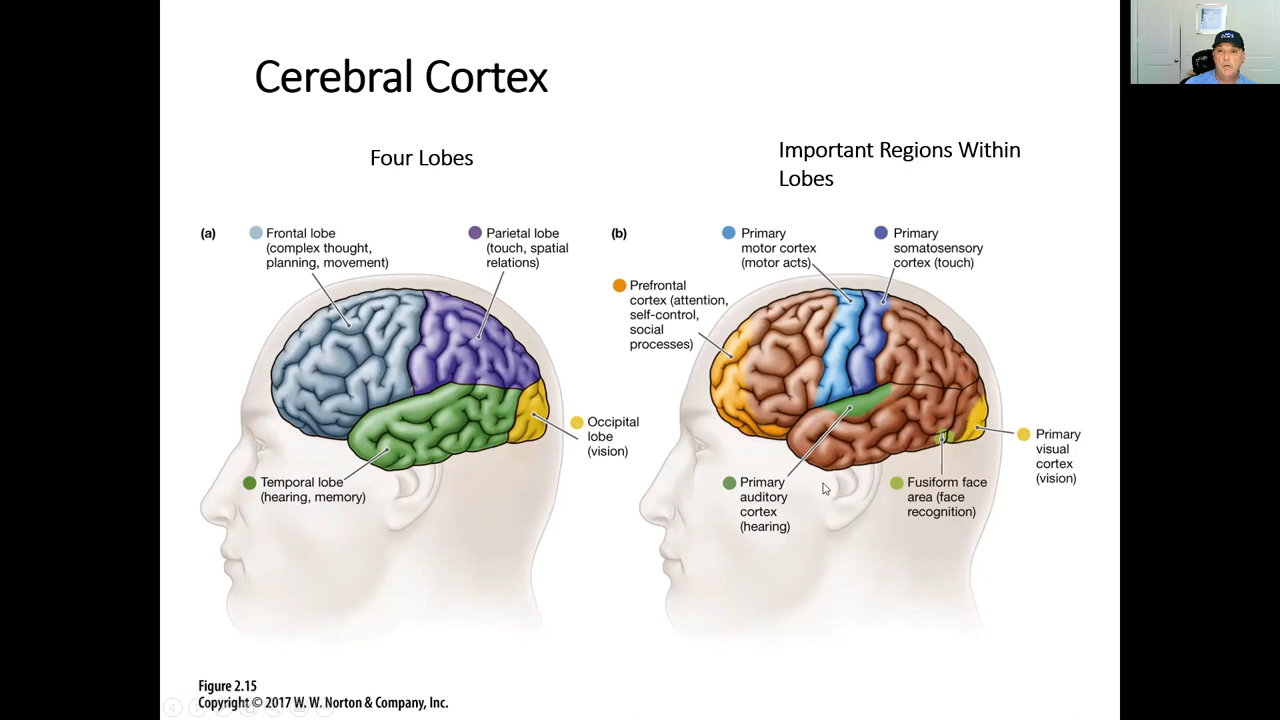 Cerebral Cortex
Four Lobes
Important Regions Within
Lobes
(a)
Frontal lobe
(complex thought,
planning, movement)
Parietal lobe
(touch, spatial
relations)
Occipital
lobe
(vision)
Temporal lobe
(hearing, memory)
(b)
Primary
motor cortex
(motor acts)
Primary
somatosensory
cortex (touch)
Prefrontal
cortex (attention,
self-control,
social
processes)
Primary
visual
cortex
(vision)
Primary
auditory
cortex
(hearing)
Fusiform face
area (face
recognition)
Figure 2.15
Copyright © 2017 W. W. Norton & Company, Inc.